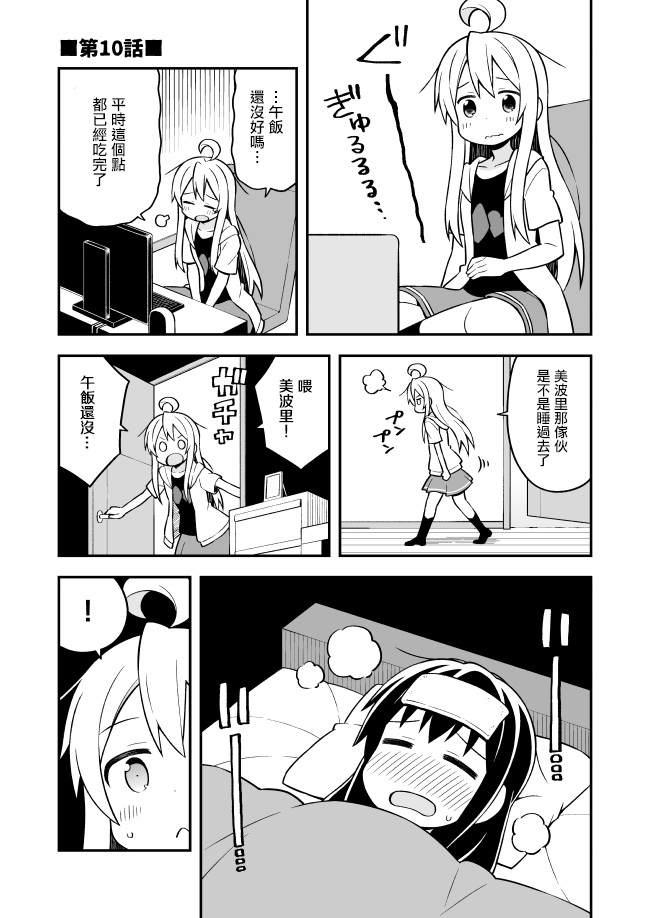 ■第10話■
ぐ〜
ぎゅるるる…
…午飯
還沒好嗎…
平時這個點
都已經吃完了
美波里那傢伙
是不是睡過去了
プンプン
喂
美波里！
ガチャ
午飯還沒…
！